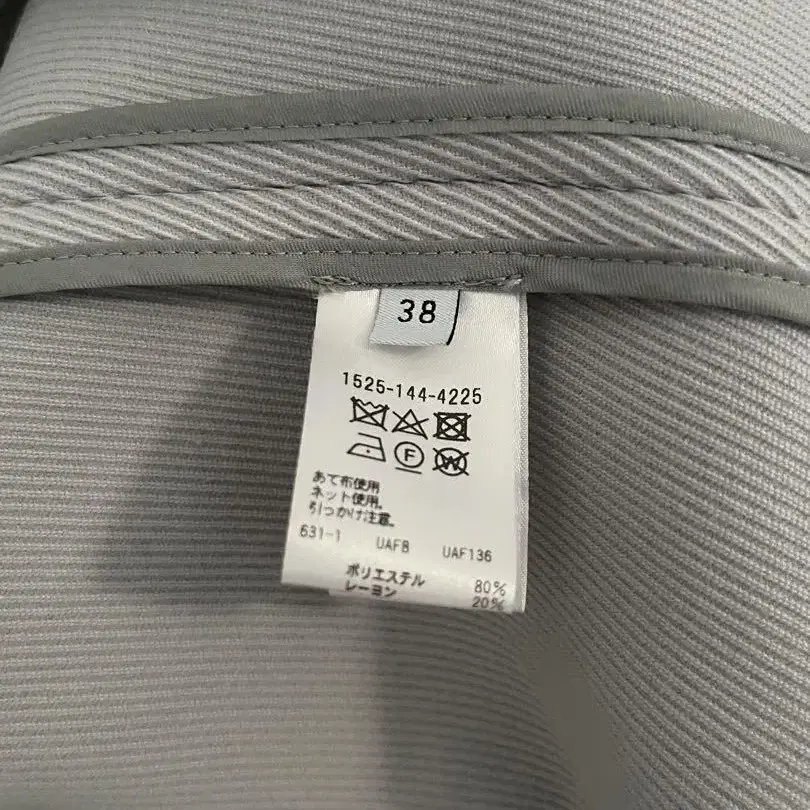 38
1525-144-4225
F W
あて布使用
ネット使用。
引つかけ注意。
631-1 UAF8 UAF136
ポリエステル 80%
レーヨン 20%